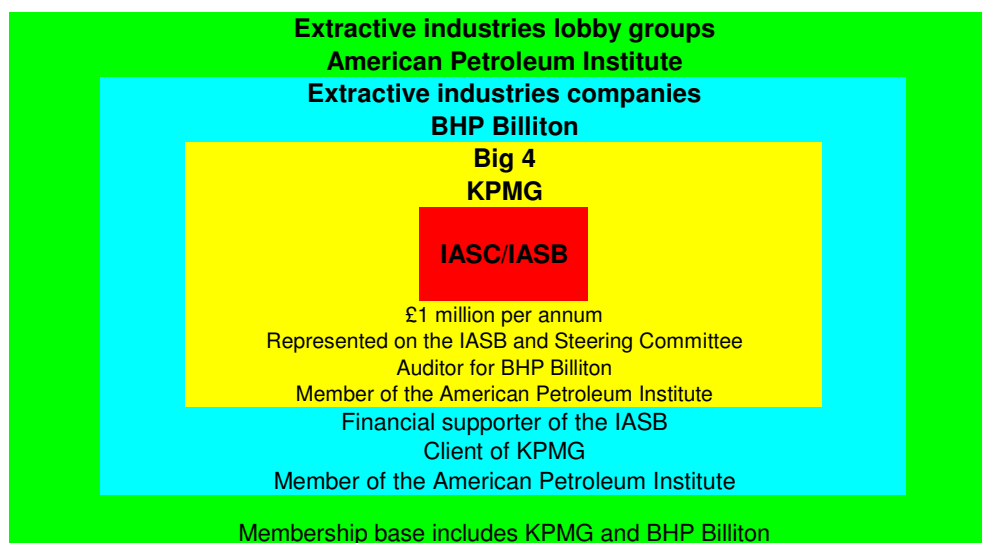 Extractive industries lobby groups
American Petroleum Institute
Extractive industries companies
BHP Billiton
Big 4
KPMG
IASC/IASB
£1 million per annum
Represented on the IASB and Steering Committee
Auditor for BHP Billiton
Member of the American Petroleum Institute
Financial supporter of the IASB
Client of KPMG
Member of the American Petroleum Institute
Membership base includes KPMG and BHP Billiton